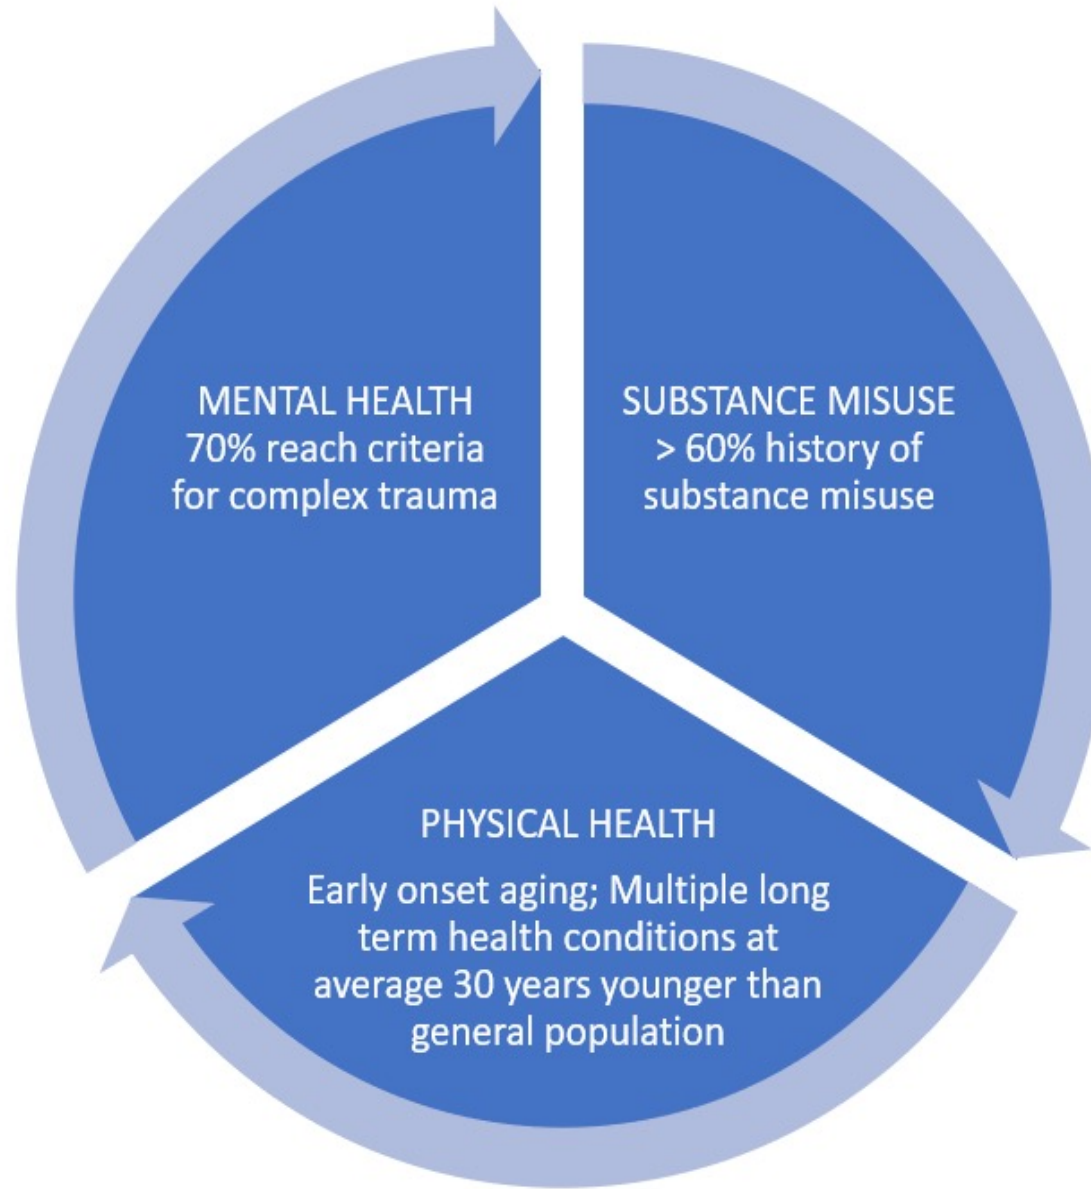 MENTAL HEALTH
70% reach criteria
for complex trauma
SUBSTANCE MISUSE
> 60% history of
substance misuse
PHYSICAL HEALTH
Early onset aging; Multiple long
term health conditions at
average 30 years younger than
general population